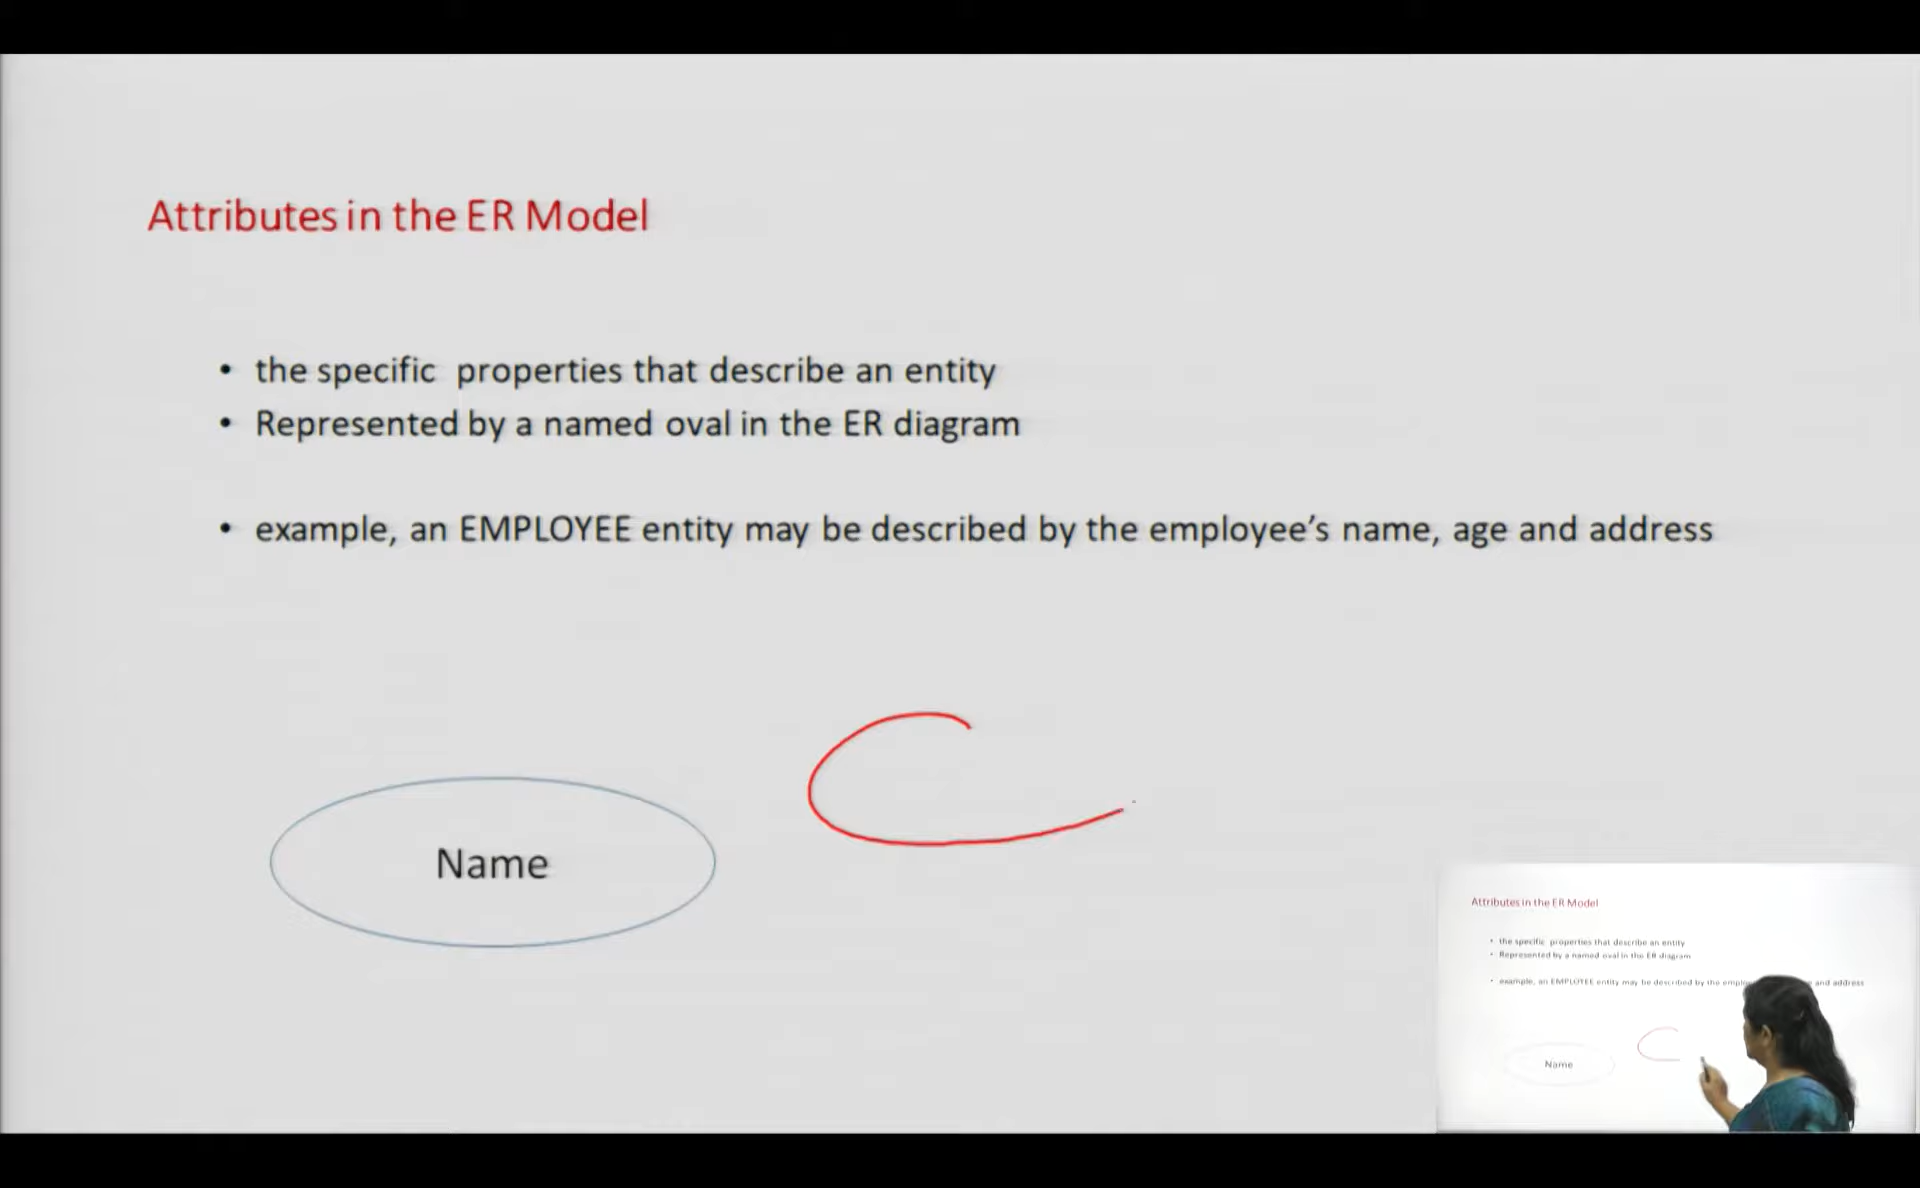 Attributes in the ER Model
• the specific properties that describe an entity
• Represented by a named oval in the ER diagram
• example, an EMPLOYEE entity may be described by the employee's name, age and address
Name
Attributes in the ER Model
• the specific properties that describe an entity
• Represented by a named oval in the ER diagram
• example, an EMPLOYEE entity may be described by the and address
Name